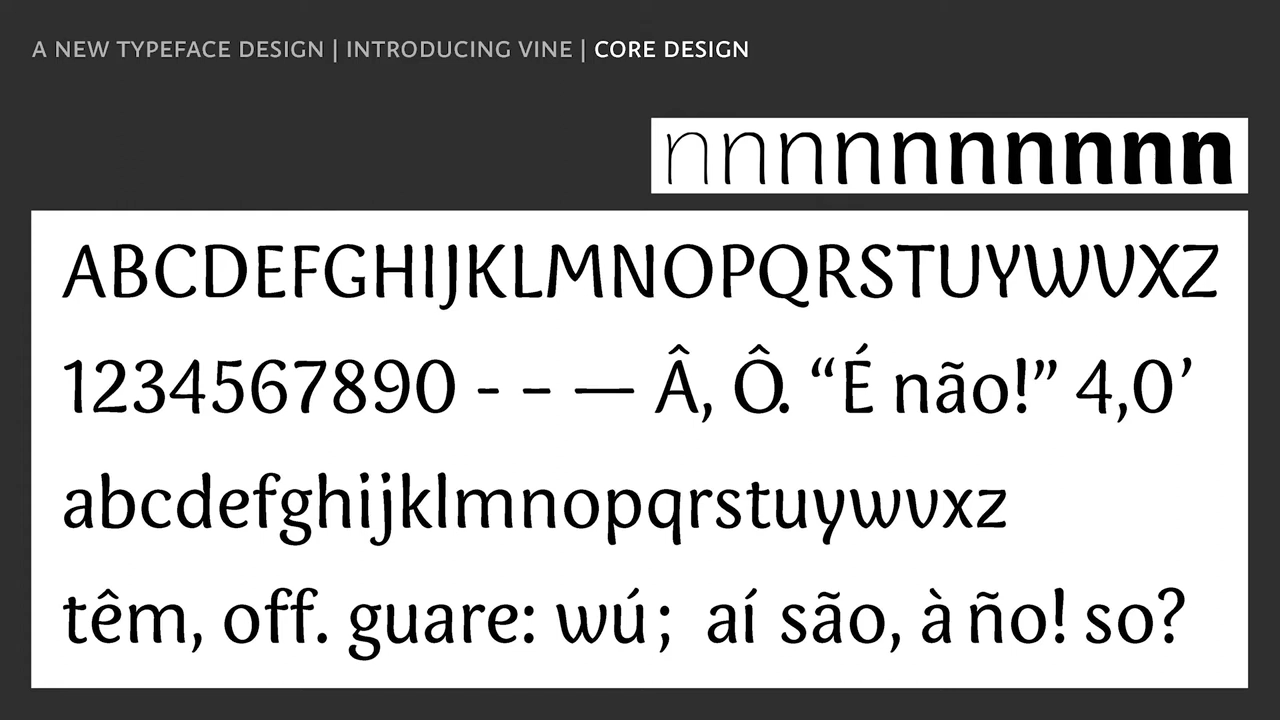 A NEW TYPEFACE DESIGN | INTRODUCING VINE | CORE DESIGN
nnnnnnnnnn
ABCDEFGHIJKLMNOPQRSTUYWVXZ
1234567890 - – — Â, Ô. “É não!” 4,0’
abcdefghijklmnopqrstuywvxz
têm, off. guare: wú; aí são, à ño! so?